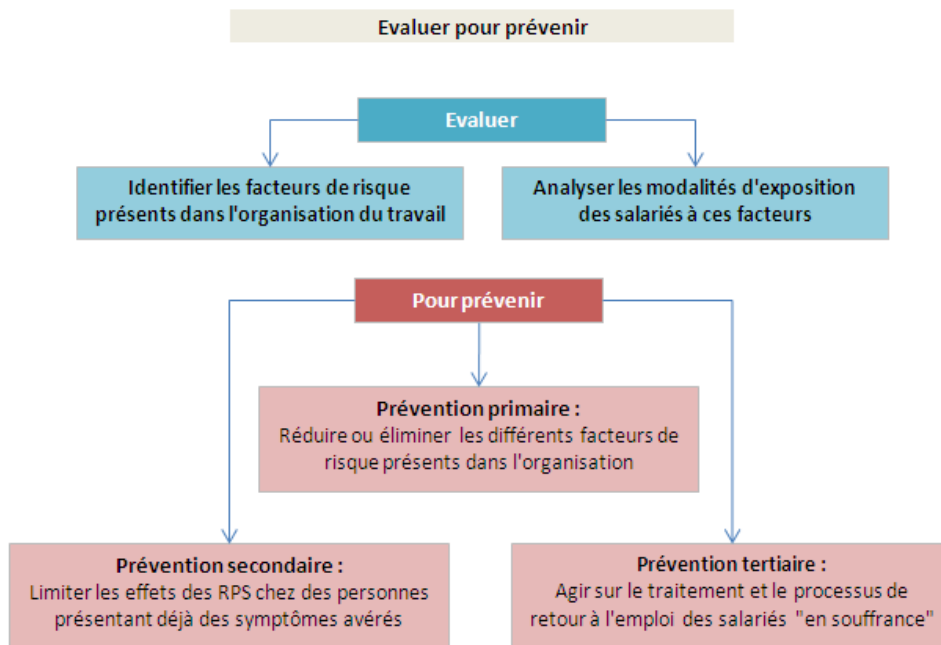 Evaluer pour prévenir
Evaluer
Identifier les facteurs de risque
présents dans l'organisation du travail
Analyser les modalités d'exposition
des salariés à ces facteurs
Pour prévenir
Prévention primaire :
Réduire ou éliminer les différents facteurs de
risque présents dans l'organisation
Prévention secondaire :
Limiter les effets des RPS chez des personnes
présentant déjà des symptômes avérés
Prévention tertiaire :
Agir sur le traitement et le processus de
retour à l'emploi des salariés "en souffrance"